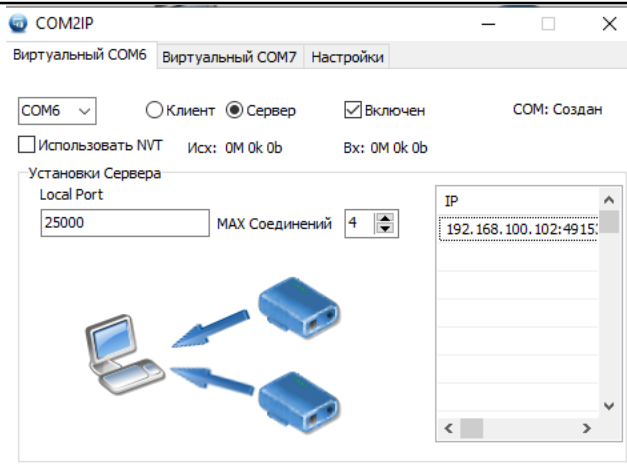 COM2IP
Виртуальный COM6 Виртуальный COM7 Настройки
COM6 Клиент Сервер Включен COM: Создан
Использовать NVT Исх: 0M 0k 0b Вх: 0M 0k 0b
Установки Сервера
Local Port
25000 MAX Соединений 4
IP
192.168.100.102:4915